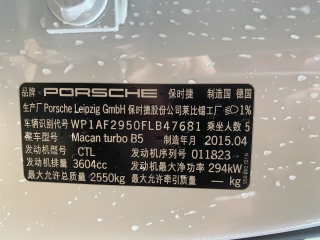 品牌 PORSCHE 保时捷 制造国 德国
生产厂 Porsche Leipzig GmbH 保时捷股份公司莱比锡工厂 1%
车辆识别代号 WP1AF2950FLB47681 乘坐人数 5
整车型号 Macan turbo B5 制造年月 2015.04
发动机型号 CTL 发动机序列号 011823
发动机排量 3604cc 发动机最大净功率 294kW
最大允许总质量 2550kg 最大允许牵引质量 — kg